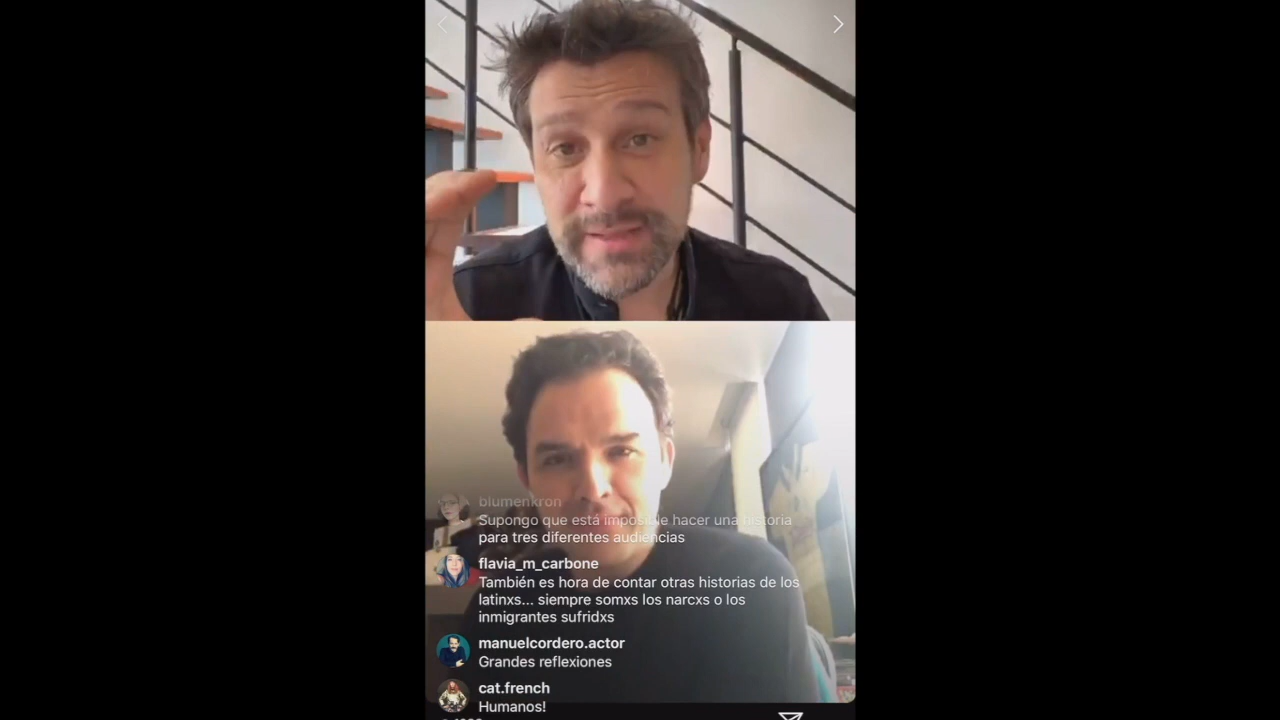 blumenkron
Supongo que está imposible hacer una historia
para tres diferentes audiencias
flavia_m_carbone
También es hora de contar otras historias de los
latinxs... siempre somxs los narcxs o los
inmigrantes sufridxs
manuelcordero.actor
Grandes reflexiones
cat.french
Humanos!